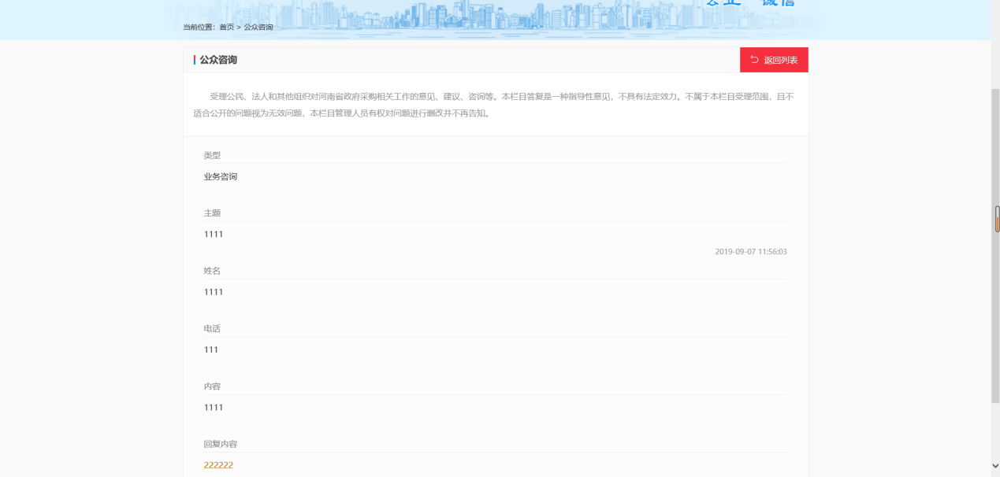 诚信
当前位置：首页 > 公众咨询
公众咨询
返回列表
受理公民、法人和其他组织对河南省政府采购相关工作的意见、建议、咨询等。本栏目答复是一种指导性意见，不具有法定效力。不属于本栏目受理范围，且不
适合公开的问题视为无效问题，本栏目管理人员有权对问题进行删改并不再告知。
类型
业务咨询
主题
1111
2019-09-07 11:56:03
姓名
1111
电话
111
内容
1111
回复内容
222222